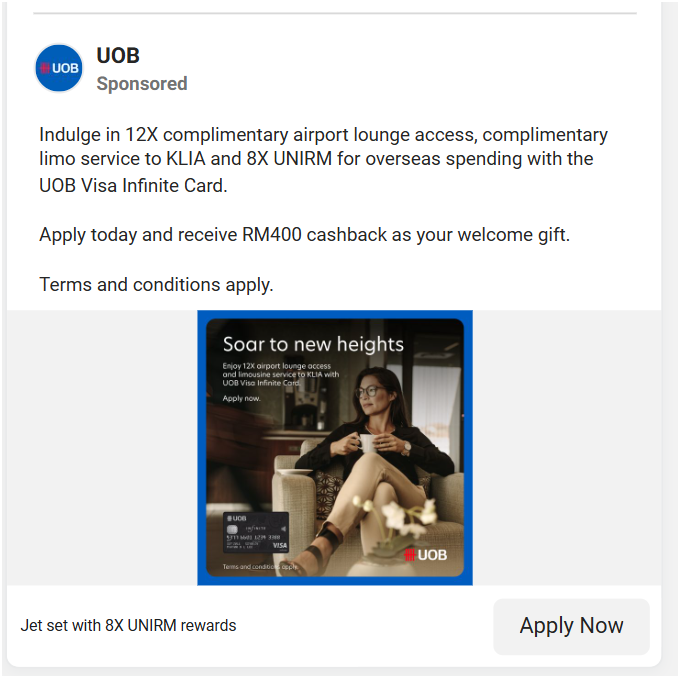 UOB
UOB
Sponsored
Indulge in 12X complimentary airport lounge access, complimentary
limo service to KLIA and 8X UNIRM for overseas spending with the
UOB Visa Infinite Card.
Apply today and receive RM400 cashback as your welcome gift.
Terms and conditions apply.
Soar to new heights
Enjoy 12X airport lounge access
and limousine service to KLIA with
UOB Visa Infinite Card.
Apply now.
UOB
INFINITE
VISA
UOB
Terms and conditions apply.
Jet set with 8X UNIRM rewards
Apply Now